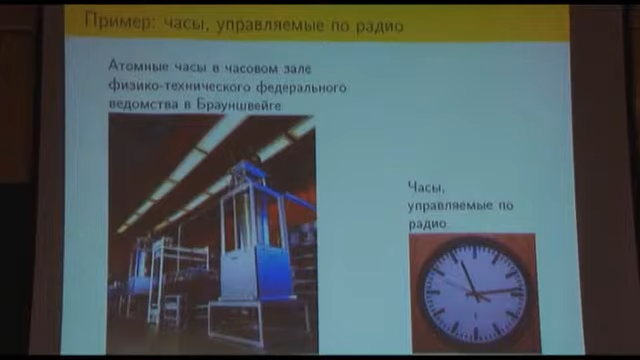 Пример: часы, управляемые по радио
Атомные часы в часовом зале
физико-технического федерального
ведомства в Брауншвейге
Часы,
управляемые по
радио